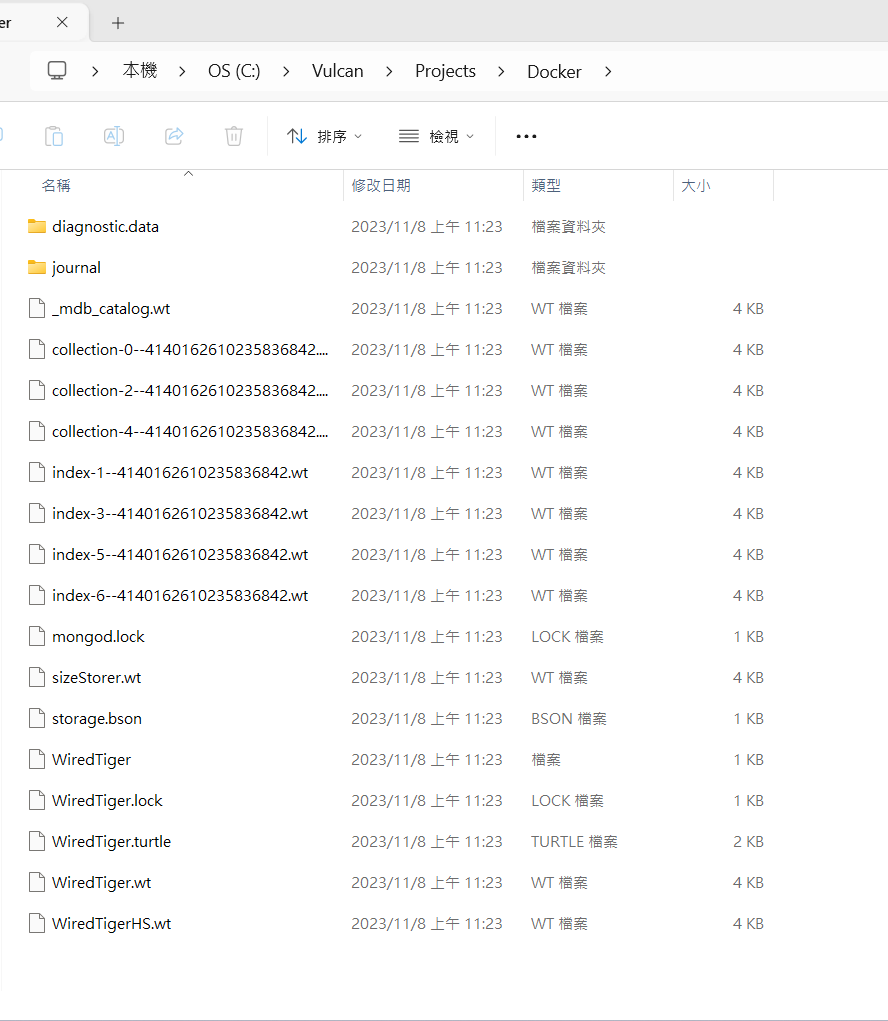 er
本機 OS (C:) Vulcan Projects Docker
排序 檢視
名稱 修改日期 類型 大小
diagnostic.data 2023/11/8 上午 11:23 檔案資料夾
journal 2023/11/8 上午 11:23 檔案資料夾
_mdb_catalog.wt 2023/11/8 上午 11:23 WT 檔案 4 KB
collection-0--4140162610235836842.... 2023/11/8 上午 11:23 WT 檔案 4 KB
collection-2--4140162610235836842.... 2023/11/8 上午 11:23 WT 檔案 4 KB
collection-4--4140162610235836842.... 2023/11/8 上午 11:23 WT 檔案 4 KB
index-1--4140162610235836842.wt 2023/11/8 上午 11:23 WT 檔案 4 KB
index-3--4140162610235836842.wt 2023/11/8 上午 11:23 WT 檔案 4 KB
index-5--4140162610235836842.wt 2023/11/8 上午 11:23 WT 檔案 4 KB
index-6--4140162610235836842.wt 2023/11/8 上午 11:23 WT 檔案 4 KB
mongod.lock 2023/11/8 上午 11:23 LOCK 檔案 1 KB
sizeStorer.wt 2023/11/8 上午 11:23 WT 檔案 4 KB
storage.bson 2023/11/8 上午 11:23 BSON 檔案 1 KB
WiredTiger 2023/11/8 上午 11:23 檔案 1 KB
WiredTiger.lock 2023/11/8 上午 11:23 LOCK 檔案 1 KB
WiredTiger.turtle 2023/11/8 上午 11:23 TURTLE 檔案 2 KB
WiredTiger.wt 2023/11/8 上午 11:23 WT 檔案 4 KB
WiredTigerHS.wt 2023/11/8 上午 11:23 WT 檔案 4 KB